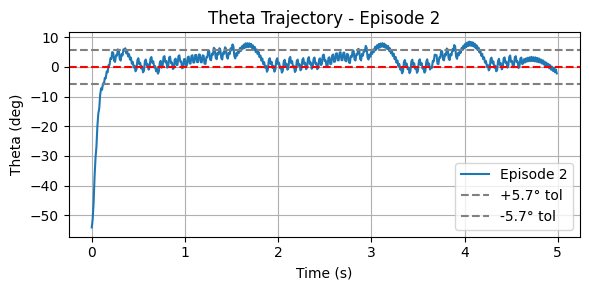 Theta Trajectory - Episode 2
Theta (deg)
10
0
−10
−20
−30
−40
−50
Episode 2
+5.7° tol
-5.7° tol
0
1
2
3
4
5
Time (s)